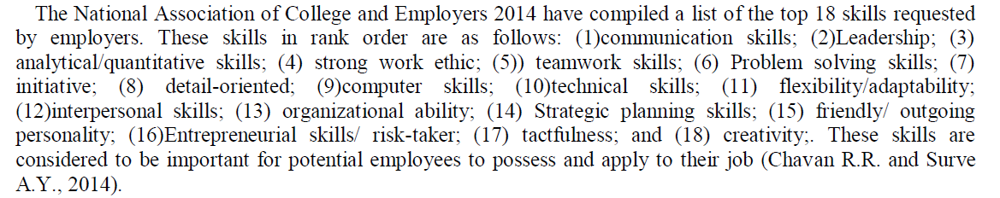 The National Association of College and Employers 2014 have compiled a list of the top 18 skills requested
by employers. These skills in rank order are as follows: (1)communication skills; (2)Leadership; (3)
analytical/quantitative skills; (4) strong work ethic; (5)) teamwork skills; (6) Problem solving skills; (7)
initiative; (8) detail-oriented; (9)computer skills; (10)technical skills; (11) flexibility/adaptability;
(12)interpersonal skills; (13) organizational ability; (14) Strategic planning skills; (15) friendly/ outgoing
personality; (16)Entrepreneurial skills/ risk-taker; (17) tactfulness; and (18) creativity;. These skills are
considered to be important for potential employees to possess and apply to their job (Chavan R.R. and Surve
A.Y., 2014).